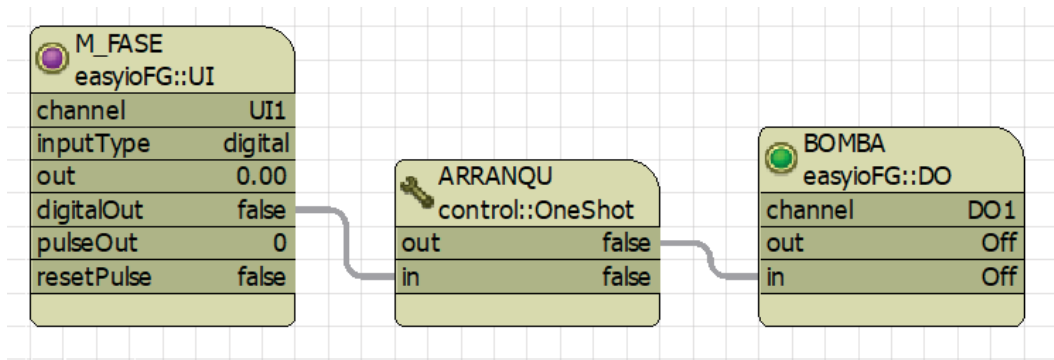 M_FASE
easyioFG::UI
channel UI1
inputType digital
out 0.00
digitalOut false
pulseOut 0
resetPulse false
ARRANQU
control::OneShot
out false
in false
BOMBA
easyioFG::DO
channel DO1
out Off
in Off